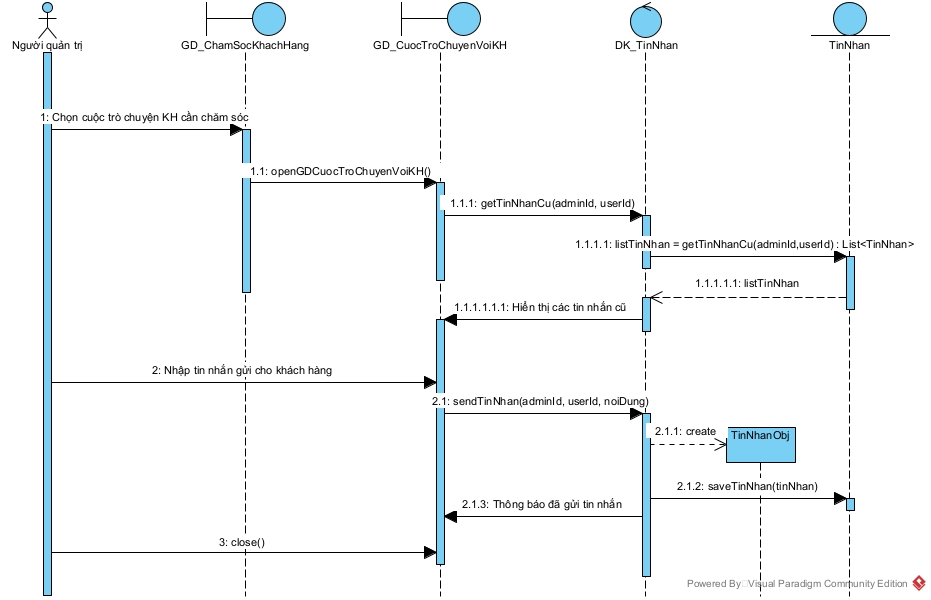 Người quản trị
GD_ChamSocKhachHang
GD_CuocTroChuyenVoiKH
DK_TinNhan
TinNhan
1: Chọn cuộc trò chuyện KH cần chăm sóc
1.1: openGDCuocTroChuyenVoiKH()
1.1.1: getTinNhanCu(adminId, userId)
1.1.1.1: listTinNhan = getTinNhanCu(adminId,userId) : List<TinNhan>
1.1.1.1.1: listTinNhan
1.1.1.1.1.1: Hiển thị các tin nhắn cũ
2: Nhập tin nhắn gửi cho khách hàng
2.1: sendTinNhan(adminId, userId, noiDung)
2.1.1: create
TinNhanObj
2.1.2: saveTinNhan(tinNhan)
2.1.3: Thông báo đã gửi tin nhắn
3: close()
Powered By Visual Paradigm Community Edition